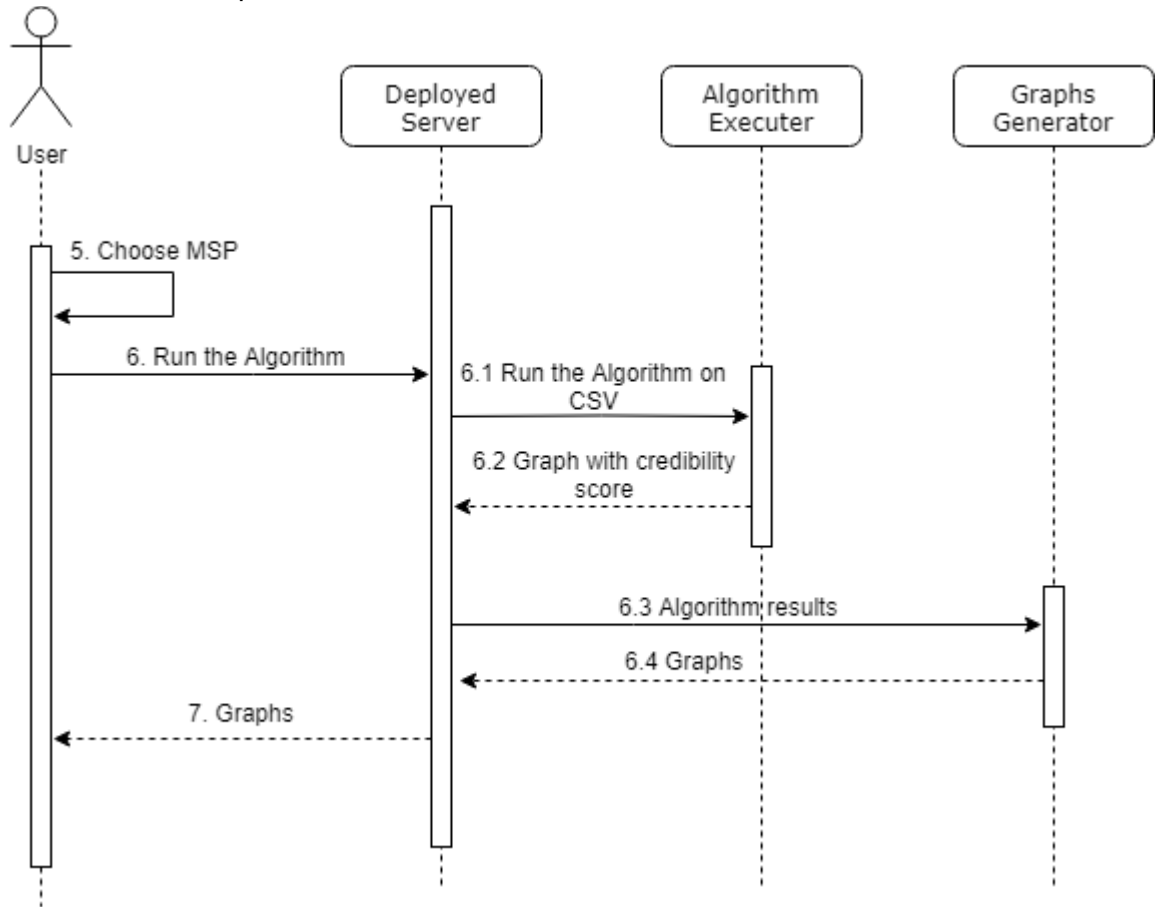 User
Deployed
Server
Algorithm
Executer
Graphs
Generator
5. Choose MSP
6. Run the Algorithm
6.1 Run the Algorithm on
CSV
6.2 Graph with credibility
score
6.3 Algorithm results
6.4 Graphs
7. Graphs